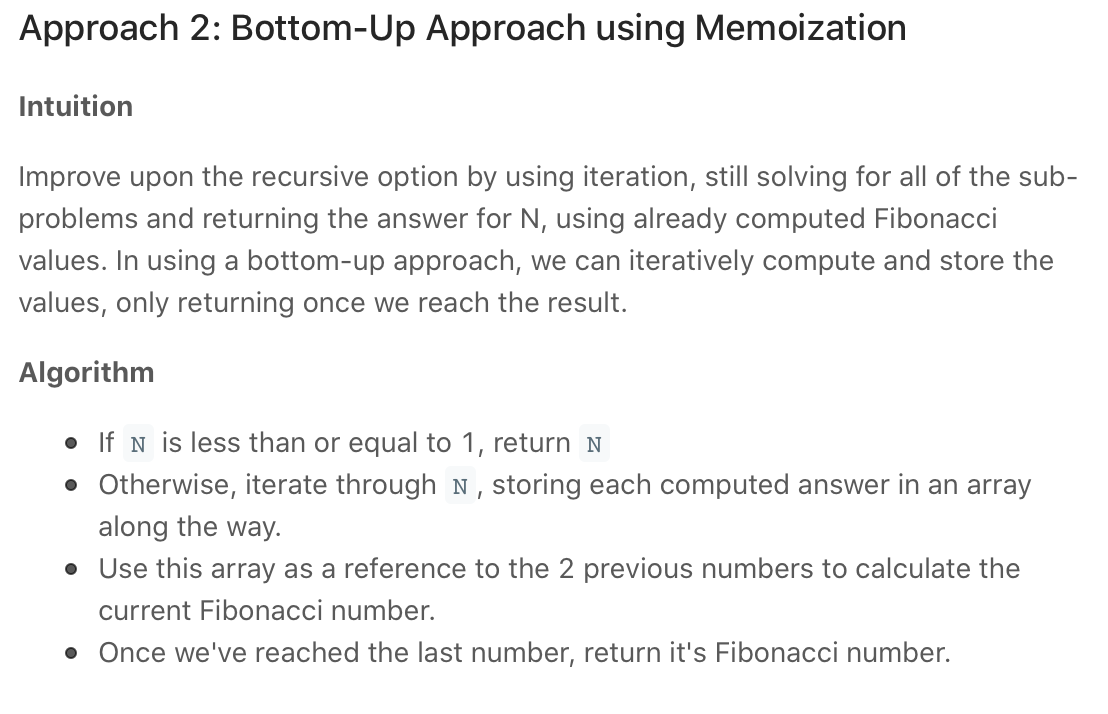 Approach 2: Bottom-Up Approach using Memoization
Intuition
Improve upon the recursive option by using iteration, still solving for all of the sub-
problems and returning the answer for N, using already computed Fibonacci
values. In using a bottom-up approach, we can iteratively compute and store the
values, only returning once we reach the result.
Algorithm
• If N is less than or equal to 1, return N
• Otherwise, iterate through N, storing each computed answer in an array
along the way.
• Use this array as a reference to the 2 previous numbers to calculate the
current Fibonacci number.
• Once we've reached the last number, return it's Fibonacci number.